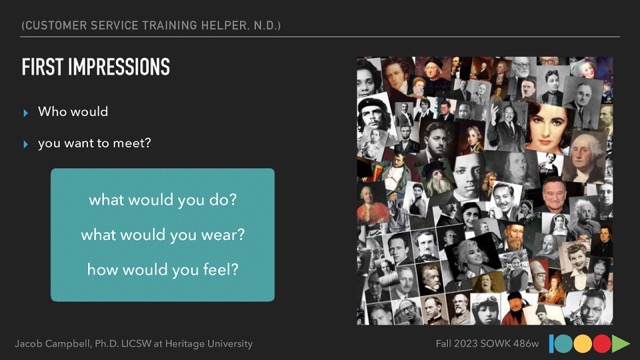 (CUSTOMER SERVICE TRAINING HELPER, N.D.)
FIRST IMPRESSIONS
Who would
you want to meet?
what would you do?
what would you wear?
how would you feel?
Jacob Campbell, Ph.D. LICSW at Heritage University
Fall 2023 SOWK 486w